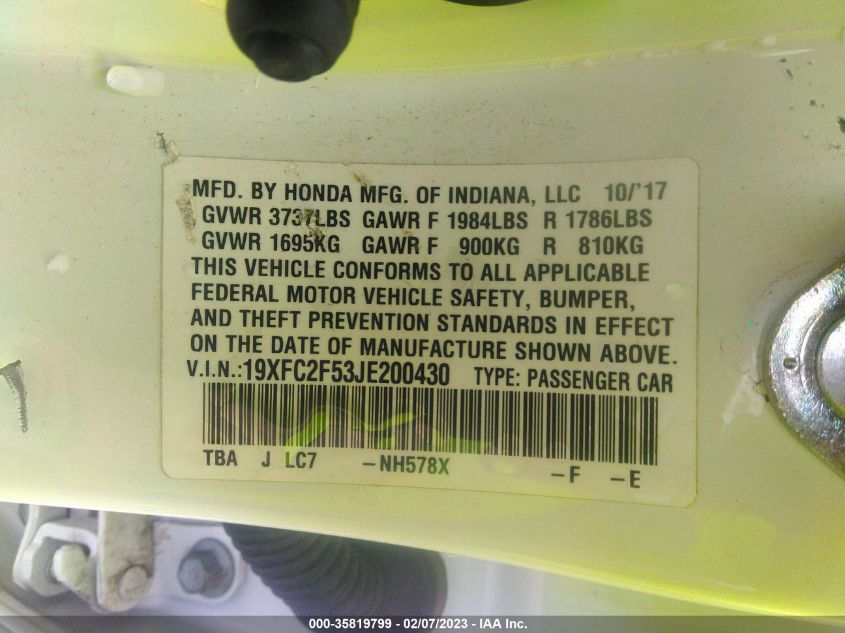 MFD. BY HONDA MFG. OF INDIANA, LLC 10/'17
GVWR 3737LBS GAWR F 1984LBS R 1786LBS
GVWR 1695KG GAWR F 900KG R 810KG
THIS VEHICLE CONFORMS TO ALL APPLICABLE
FEDERAL MOTOR VEHICLE SAFETY, BUMPER,
AND THEFT PREVENTION STANDARDS IN EFFECT
ON THE DATE OF MANUFACTURE SHOWN ABOVE.
V.I.N.:19XFC2F53JE200430 TYPE: PASSENGER CAR
TBA J LC7 –NH578X –F –E
000-35819799 - 02/07/2023 - IAA Inc.